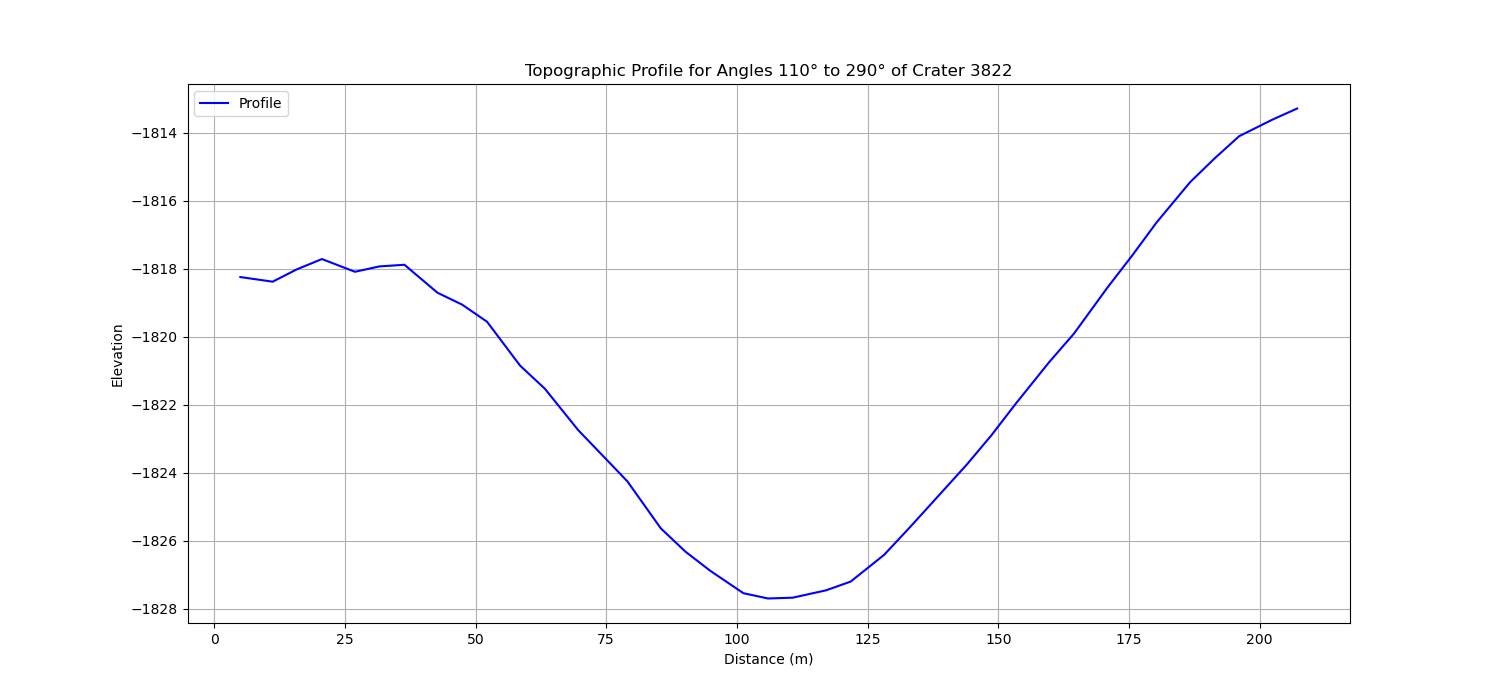 Topographic Profile for Angles 110° to 290° of Crater 3822
Profile
−1814
−1816
−1818
−1820
−1822
−1824
−1826
−1828
Elevation
0 25 50 75 100 125 150 175 200
Distance (m)